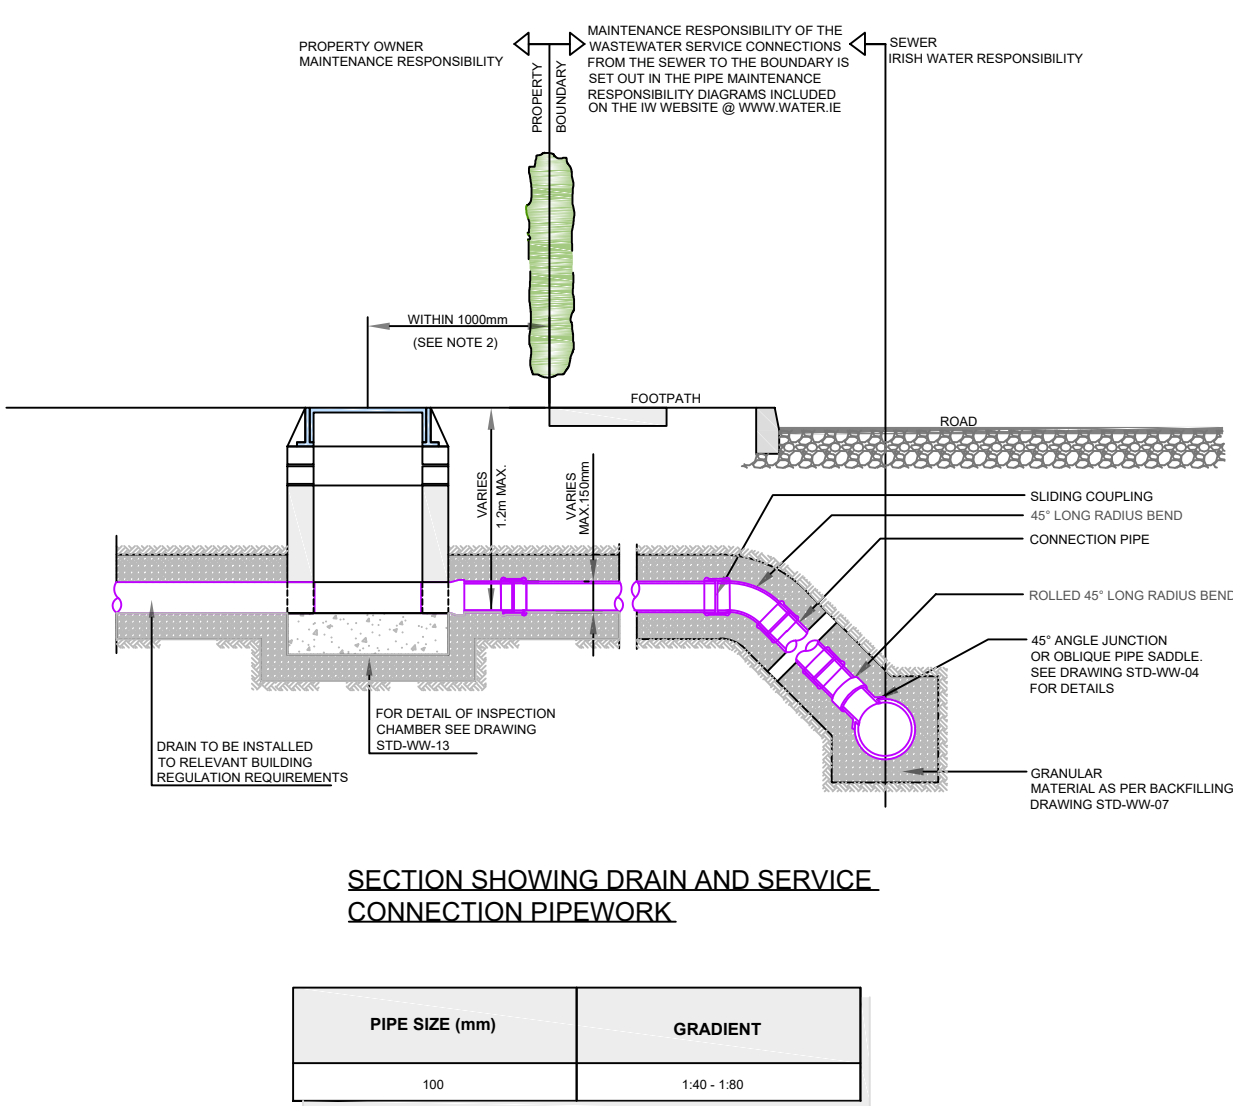 PROPERTY OWNER
MAINTENANCE RESPONSIBILITY
PROPERTY
BOUNDARY
MAINTENANCE RESPONSIBILITY OF THE
WASTEWATER SERVICE CONNECTIONS
FROM THE SEWER TO THE BOUNDARY IS
SET OUT IN THE PIPE MAINTENANCE
RESPONSIBILITY DIAGRAMS INCLUDED
ON THE IW WEBSITE @ WWW.WATER.IE
SEWER
IRISH WATER RESPONSIBILITY
WITHIN 1000mm
(SEE NOTE 2)
FOOTPATH
ROAD
VARIES
1.2m MAX.
VARIES
MAX.150mm
SLIDING COUPLING
45° LONG RADIUS BEND
CONNECTION PIPE
ROLLED 45° LONG RADIUS BEND
45° ANGLE JUNCTION
OR OBLIQUE PIPE SADDLE.
SEE DRAWING STD-WW-04
FOR DETAILS
FOR DETAIL OF INSPECTION
CHAMBER SEE DRAWING
STD-WW-13
DRAIN TO BE INSTALLED
TO RELEVANT BUILDING
REGULATION REQUIREMENTS
GRANULAR
MATERIAL AS PER BACKFILLING
DRAWING STD-WW-07
SECTION SHOWING DRAIN AND SERVICE
CONNECTION PIPEWORK
PIPE SIZE (mm)
GRADIENT
100
1:40 - 1:80